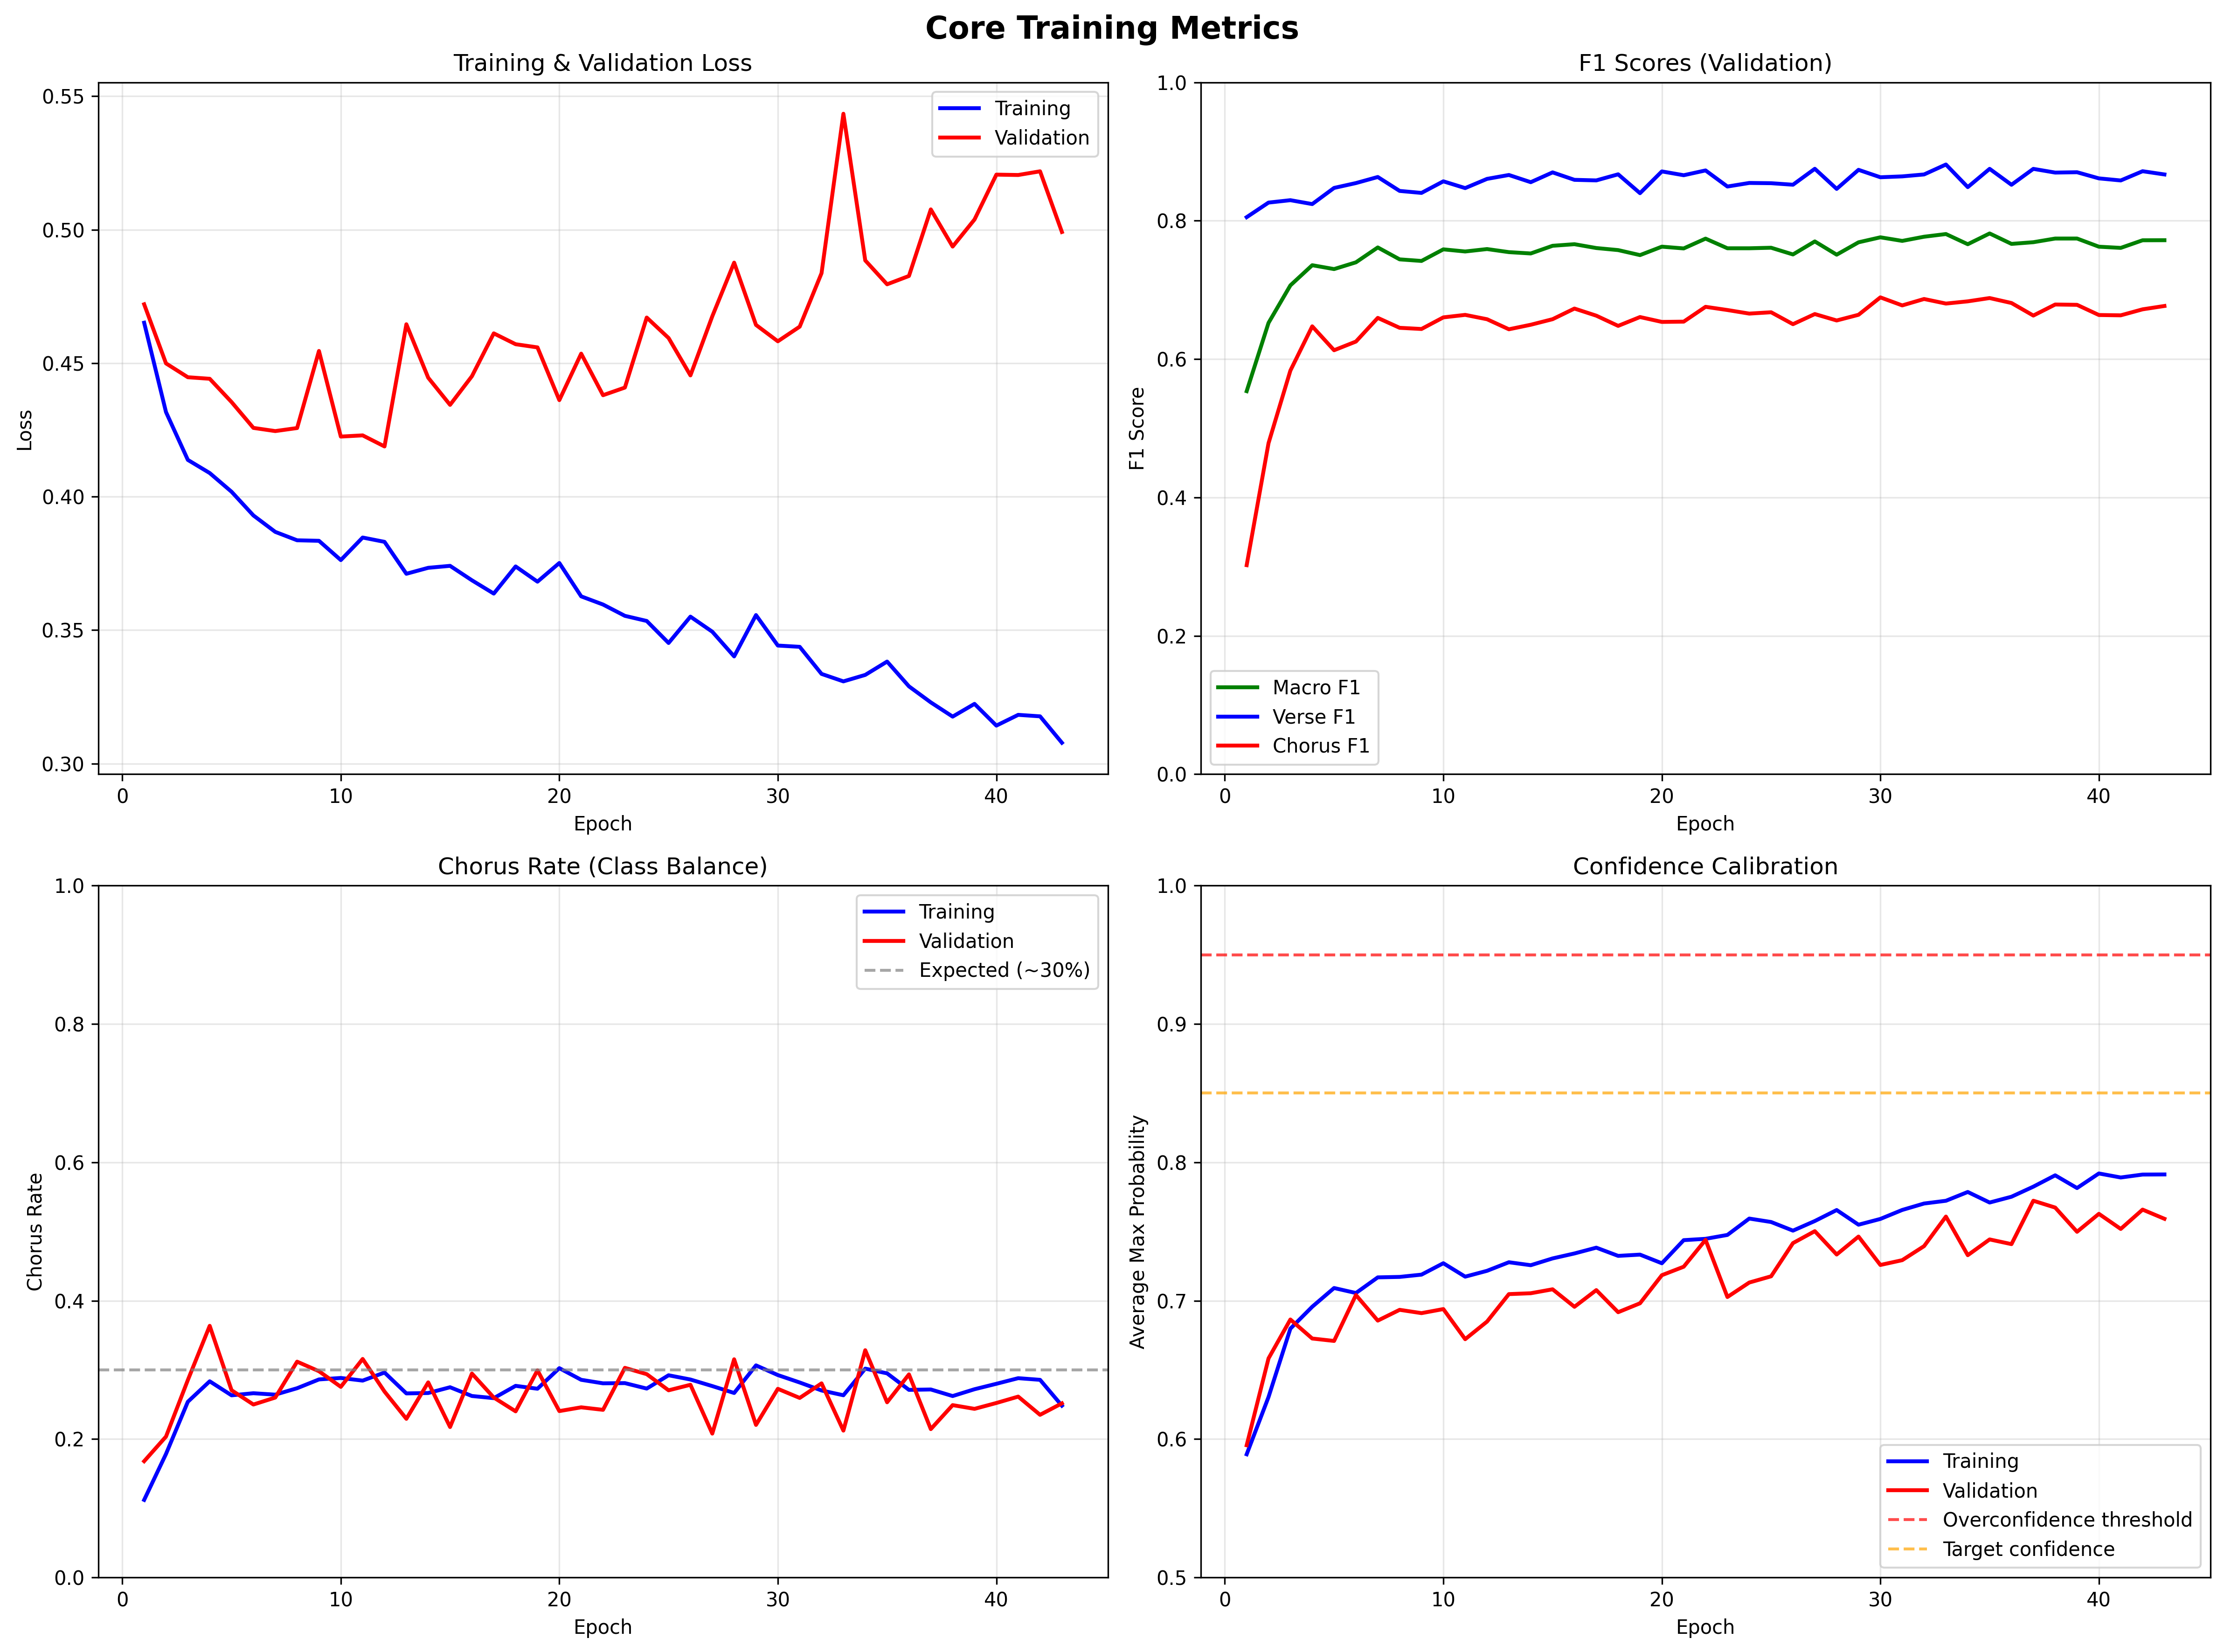 Core Training Metrics
Training & Validation Loss
0.55
0.50
0.45
0.40
0.35
0.30
Loss
0 10 20 30 40
Epoch
Training
Validation
F1 Scores (Validation)
1.0
0.8
0.6
0.4
0.2
0.0
F1 Score
0 10 20 30 40
Epoch
Macro F1
Verse F1
Chorus F1
Chorus Rate (Class Balance)
1.0
0.8
0.6
0.4
0.2
0.0
Chorus Rate
0 10 20 30 40
Epoch
Training
Validation
Expected (~30%)
Confidence Calibration
1.0
0.9
0.8
0.7
0.6
0.5
Average Max Probability
0 10 20 30 40
Epoch
Training
Validation
Overconfidence threshold
Target confidence